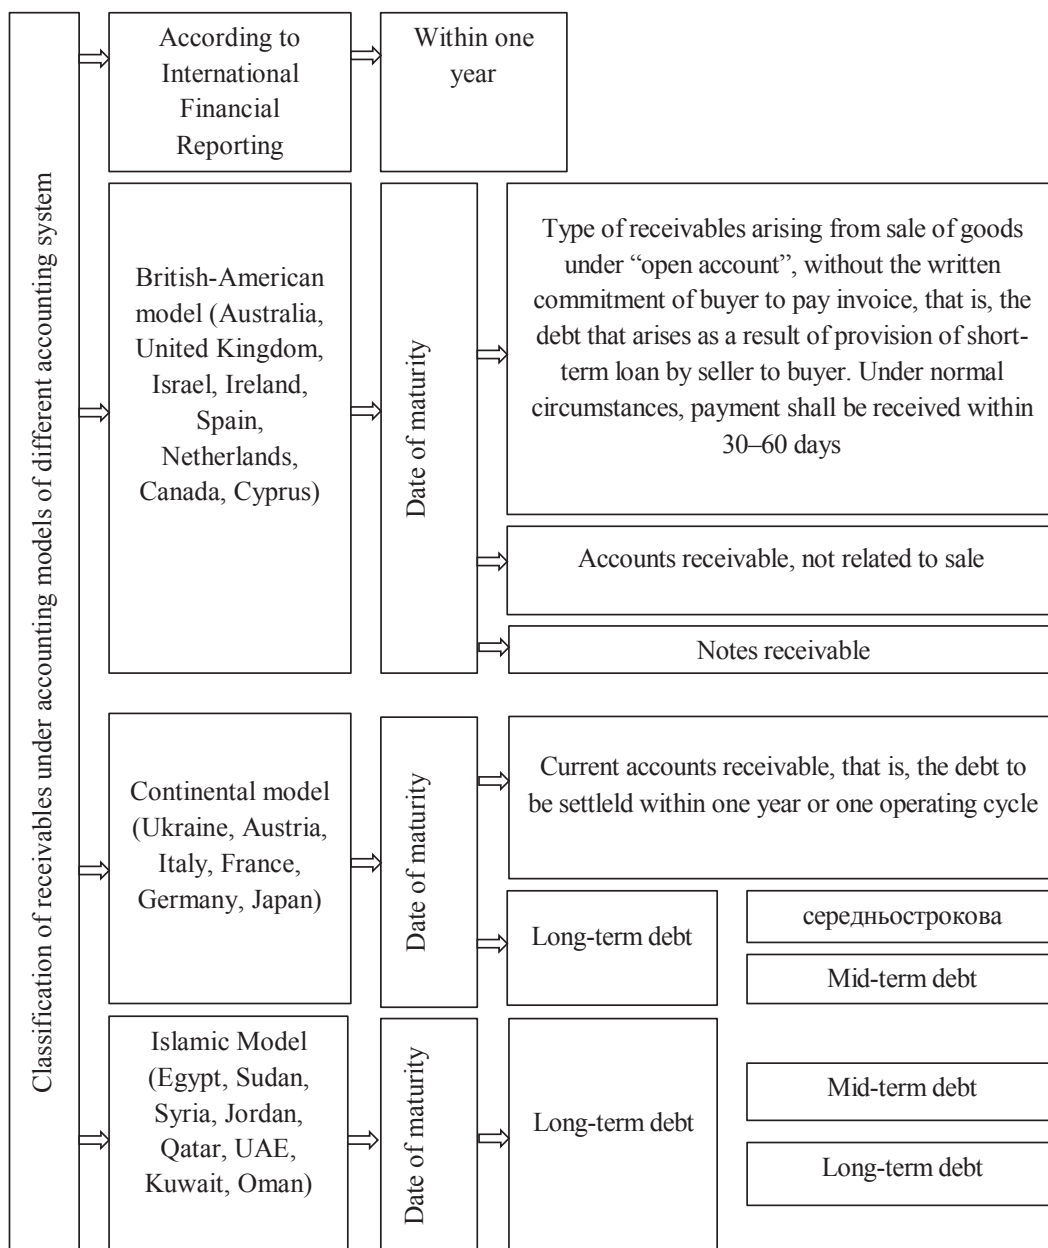 Classification of receivables under accounting models of different accounting system
According to
International
Financial
Reporting
Within one
year
British-American
model (Australia,
United Kingdom,
Israel, Ireland,
Spain,
Netherlands,
Canada, Cyprus)
Date of maturity
Type of receivables arising from sale of goods
under “open account”, without the written
commitment of buyer to pay invoice, that is, the
debt that arises as a result of provision of short-
term loan by seller to buyer. Under normal
circumstances, payment shall be received within
30–60 days
Accounts receivable, not related to sale
Notes receivable
Continental model
(Ukraine, Austria,
Italy, France,
Germany, Japan)
Date of maturity
Current accounts receivable, that is, the debt to
be settleld within one year or one operating cycle
Long-term debt
середньострокова
Mid-term debt
Islamic Model
(Egypt, Sudan,
Syria, Jordan,
Qatar, UAE,
Kuwait, Oman)
Date of maturity
Long-term debt
Mid-term debt
Long-term debt